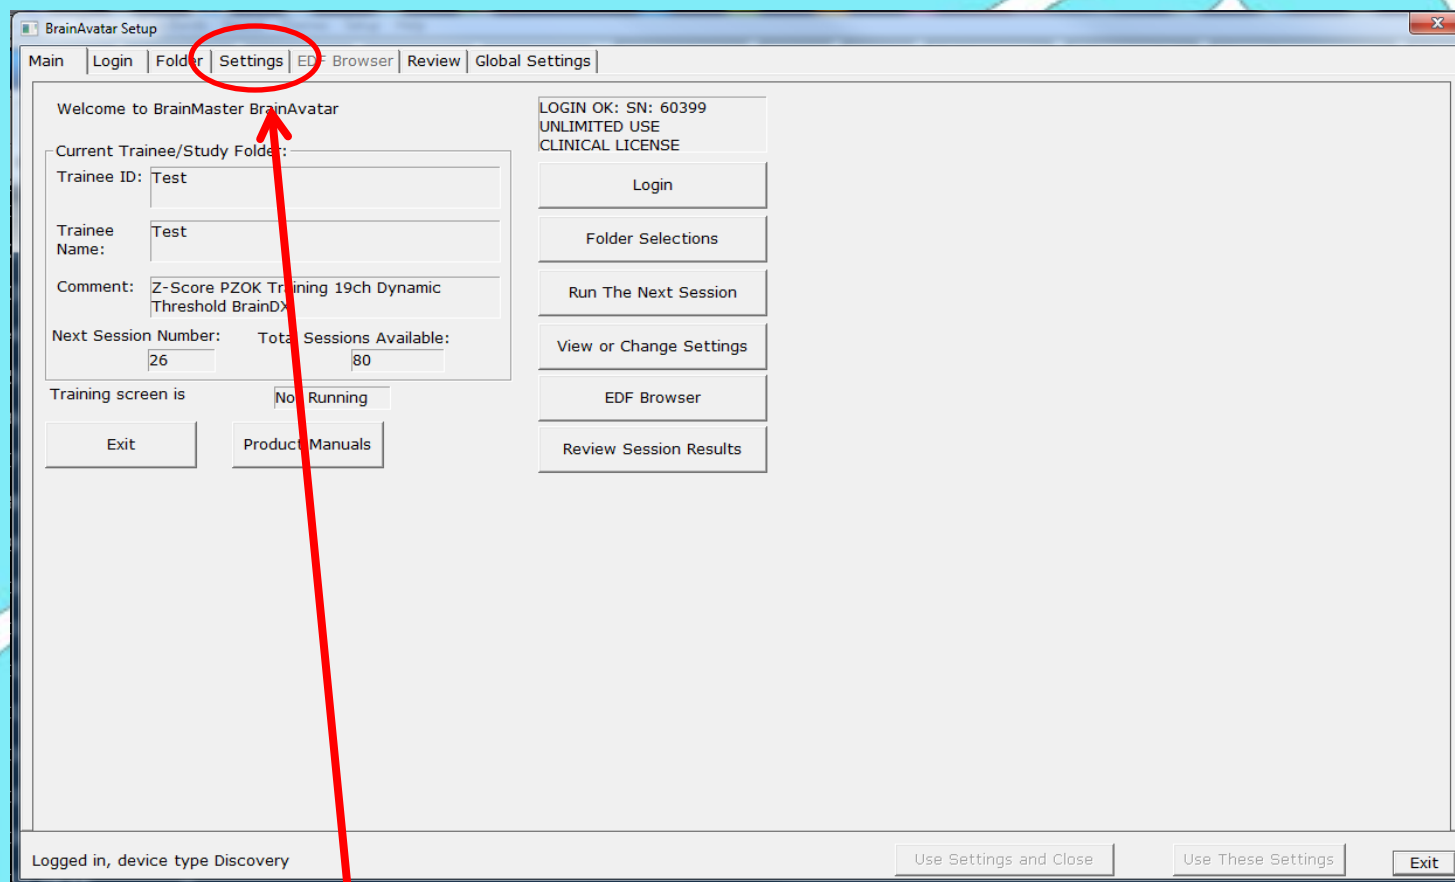 BrainAvatar Setup
Main Login Folder Settings EDF Browser Review Global Settings
Welcome to BrainMaster BrainAvatar
Current Trainee/Study Folder:
Trainee ID: Test
Trainee Name: Test
Comment: Z-Score PZOK Training 19ch Dynamic
Threshold BrainDX
Next Session Number: Total Sessions Available:
26 80
Training screen is Not Running
Exit Product Manuals
LOGIN OK: SN: 60399
UNLIMITED USE
CLINICAL LICENSE
Login
Folder Selections
Run The Next Session
View or Change Settings
EDF Browser
Review Session Results
Logged in, device type Discovery
Use Settings and Close Use These Settings Exit